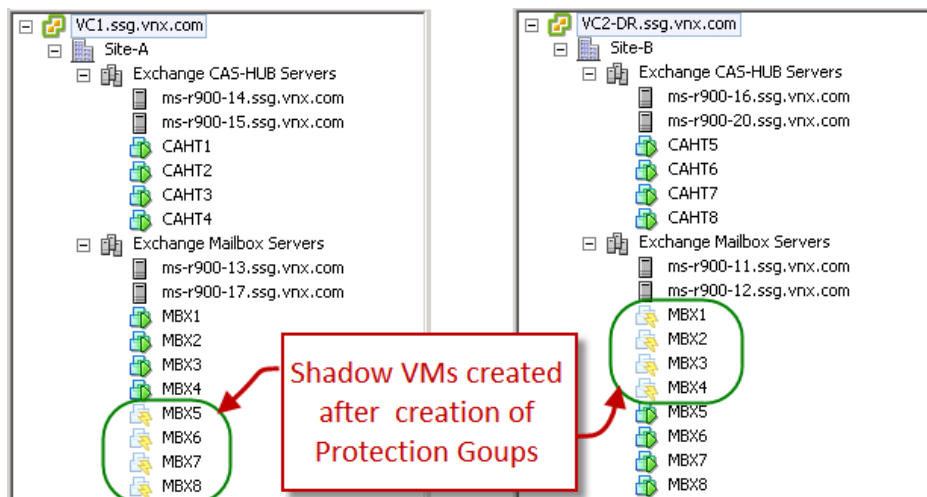 VC1.ssg.vnx.com
Site-A
Exchange CAS-HUB Servers
ms-r900-14.ssg.vnx.com
ms-r900-15.ssg.vnx.com
CAHT1
CAHT2
CAHT3
CAHT4
Exchange Mailbox Servers
ms-r900-13.ssg.vnx.com
ms-r900-17.ssg.vnx.com
MBX1
MBX2
MBX3
MBX4
MBX5
MBX6
MBX7
MBX8
Shadow VMs created
after creation of
Protection Goups
VC2-DR.ssg.vnx.com
Site-B
Exchange CAS-HUB Servers
ms-r900-16.ssg.vnx.com
ms-r900-20.ssg.vnx.com
CAHT5
CAHT6
CAHT7
CAHT8
Exchange Mailbox Servers
ms-r900-11.ssg.vnx.com
ms-r900-12.ssg.vnx.com
MBX1
MBX2
MBX3
MBX4
MBX5
MBX6
MBX7
MBX8